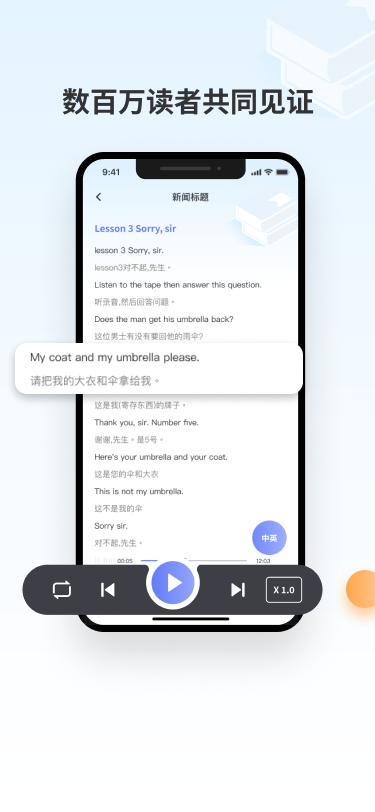 数百万读者共同见证
9:41
新闻标题
Lesson 3 Sorry, sir
lesson 3 Sorry, sir.
lesson3对不起,先生。
Listen to the tape then answer this question.
听录音,然后回答问题。
Does the man get his umbrella back?
这位男士有没有要回他的雨伞?
My coat and my umbrella please.
请把我的大衣和伞拿给我。
这是我(寄存东西)的牌子。
Thank you, sir. Number five.
谢谢,先生。是5号。
Here's your umbrella and your coat.
这是您的伞和大衣
This is not my umbrella.
这不是我的伞
Sorry sir.
对不起,先生。
中英
00:05
12:03
X 1.0